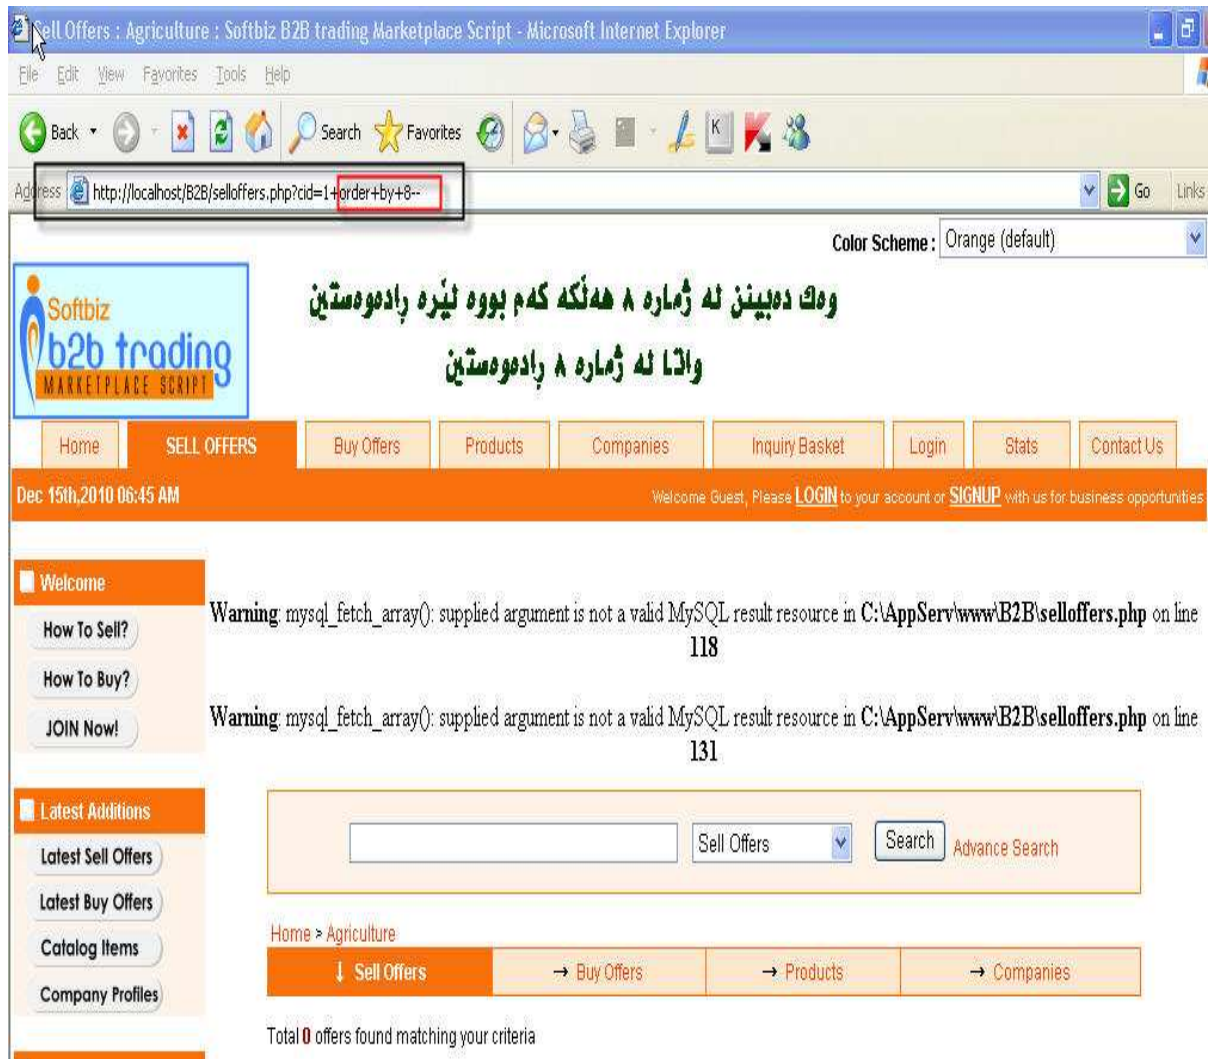 Sell Offers : Agriculture : Softbiz B2B trading Marketplace Script - Microsoft Internet Explorer
File Edit View Favorites Tools Help
Back Search Favorites K
Address http://localhost/B2B/selloffers.php?cid=1+order+by+8-- Go Links
Color Scheme : Orange (default)
Softbiz
b2b trading
MARKETPLACE SCRIPT
وەك دەبینن لە ژمارە ٨ هەڵكە كەم بووە لێرە رادەوەستین
واتا لە ژمارە ٨ رادەوەستین
Home SELL OFFERS Buy Offers Products Companies Inquiry Basket Login Stats Contact Us
Dec 15th,2010 06:45 AM Welcome Guest, Please LOGIN to your account or SIGNUP with us for business opportunities
Welcome
How To Sell?
How To Buy?
JOIN Now!
Warning: mysql_fetch_array(): supplied argument is not a valid MySQL result resource in C:\AppServ\www\B2B\selloffers.php on line
118
Warning: mysql_fetch_array(): supplied argument is not a valid MySQL result resource in C:\AppServ\www\B2B\selloffers.php on line
131
Latest Additions
Latest Sell Offers
Latest Buy Offers
Catalog Items
Company Profiles
Sell Offers Search Advance Search
Home > Agriculture
↓ Sell Offers → Buy Offers → Products → Companies
Total 0 offers found matching your criteria